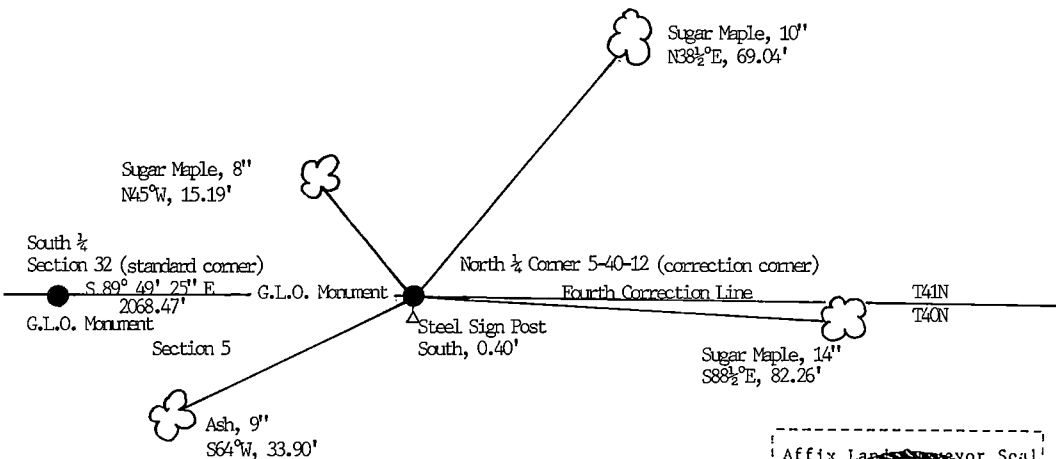 Sugar Maple, 10"
N38½°E, 69.04'
Sugar Maple, 8"
N45°W, 15.19'
South ¼
Section 32 (standard corner)
North ¼ Corner 5-40-12 (correction corner)
S 89° 49' 25" E
G.L.O. Monument
Fourth Correction Line
T41N
2068.47'
T40N
G.L.O. Monument
Steel Sign Post
South, 0.40'
Section 5
Sugar Maple, 14"
S88½°E, 82.26'
Ash, 9"
S64°W, 33.90'
Affix Land Surveyor Seal